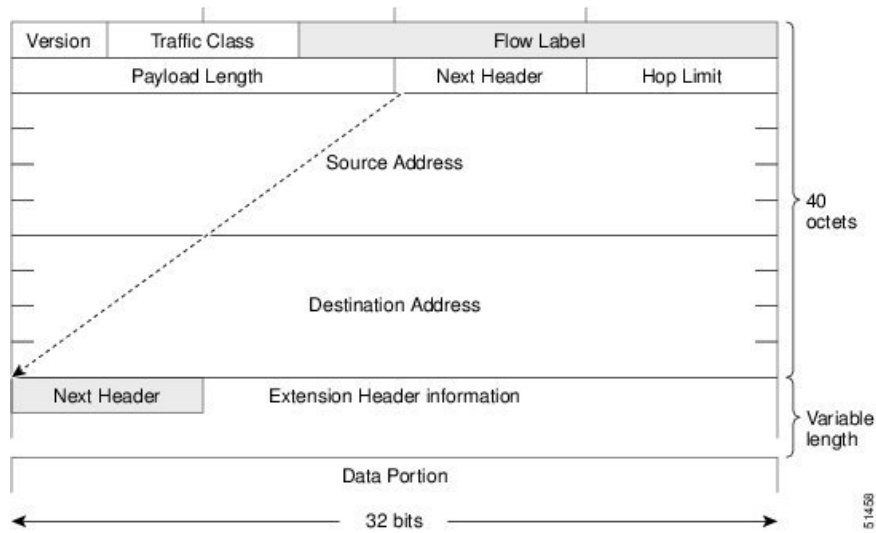 Version Traffic Class Flow Label
Payload Length Next Header Hop Limit
Source Address
40
octets
Destination Address
Next Header Extension Header information
Variable
length
Data Portion
32 bits
51458